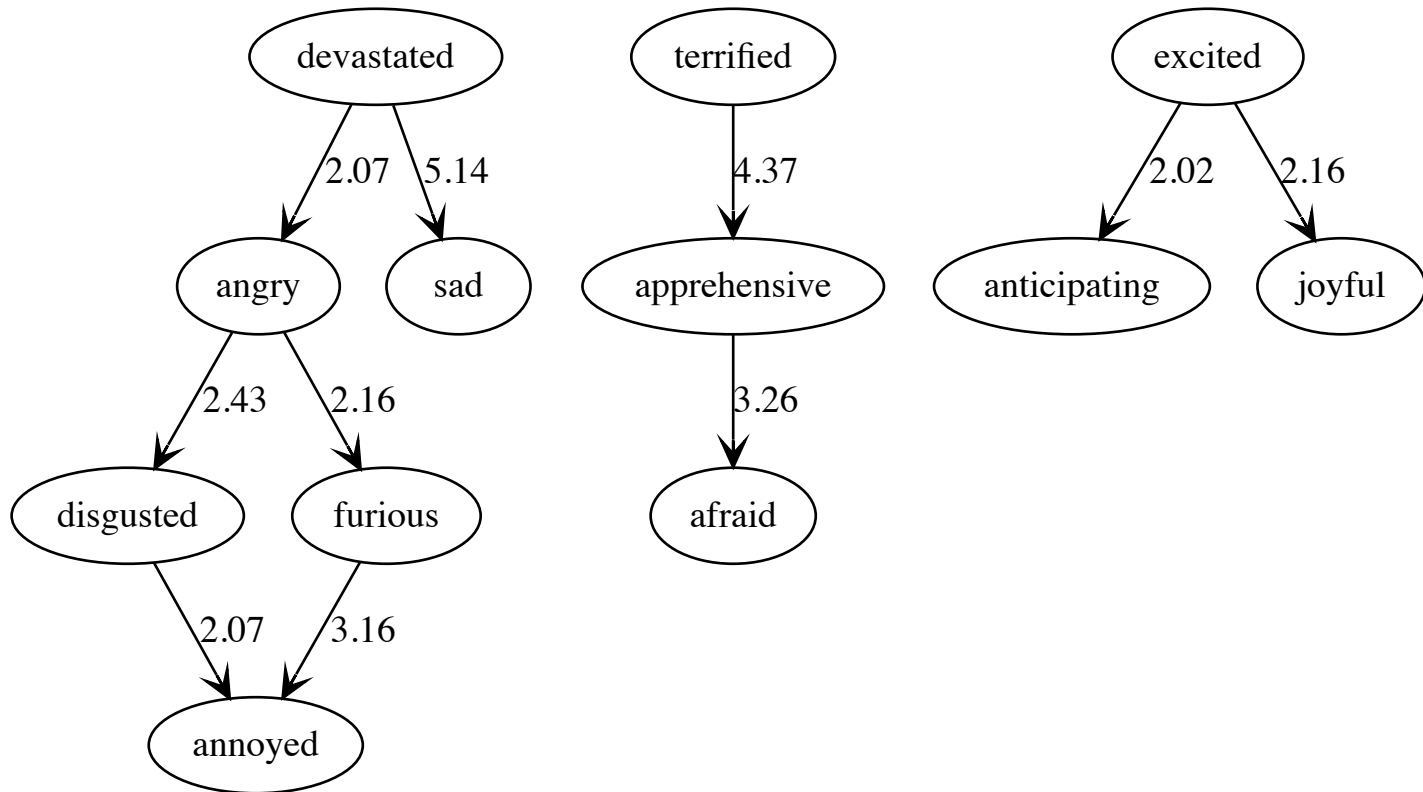 devastated
terrified
excited
2.07
5.14
4.37
2.02
2.16
angry
sad
apprehensive
anticipating
joyful
2.43
2.16
3.26
disgusted
furious
afraid
2.07
3.16
annoyed